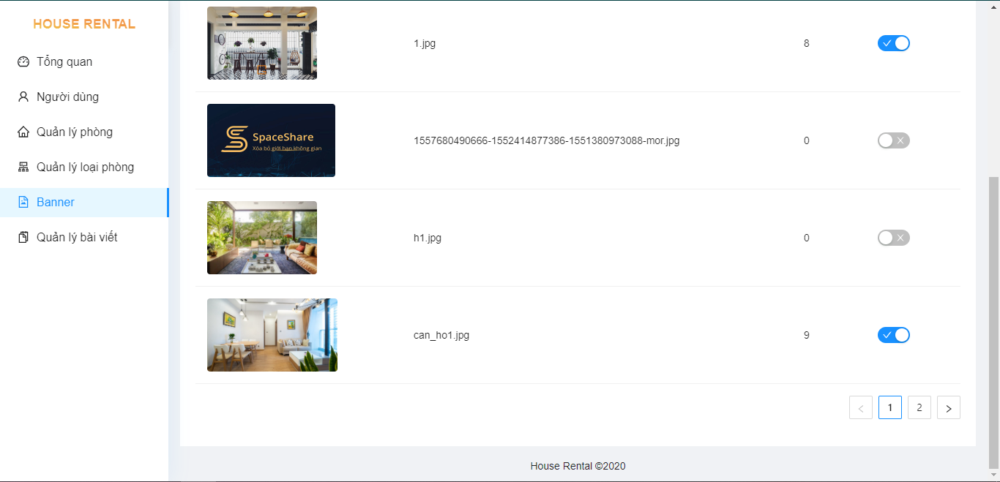 HOUSE RENTAL
Tổng quan
Người dùng
Quản lý phòng
Quản lý loại phòng
Banner
Quản lý bài viết
1.jpg
8
SpaceShare
Xóa bỏ giới hạn không gian
1557680490666-1552414877386-1551380973088-mor.jpg
0
h1.jpg
0
can_ho1.jpg
9
< 1 2 >
House Rental ©2020